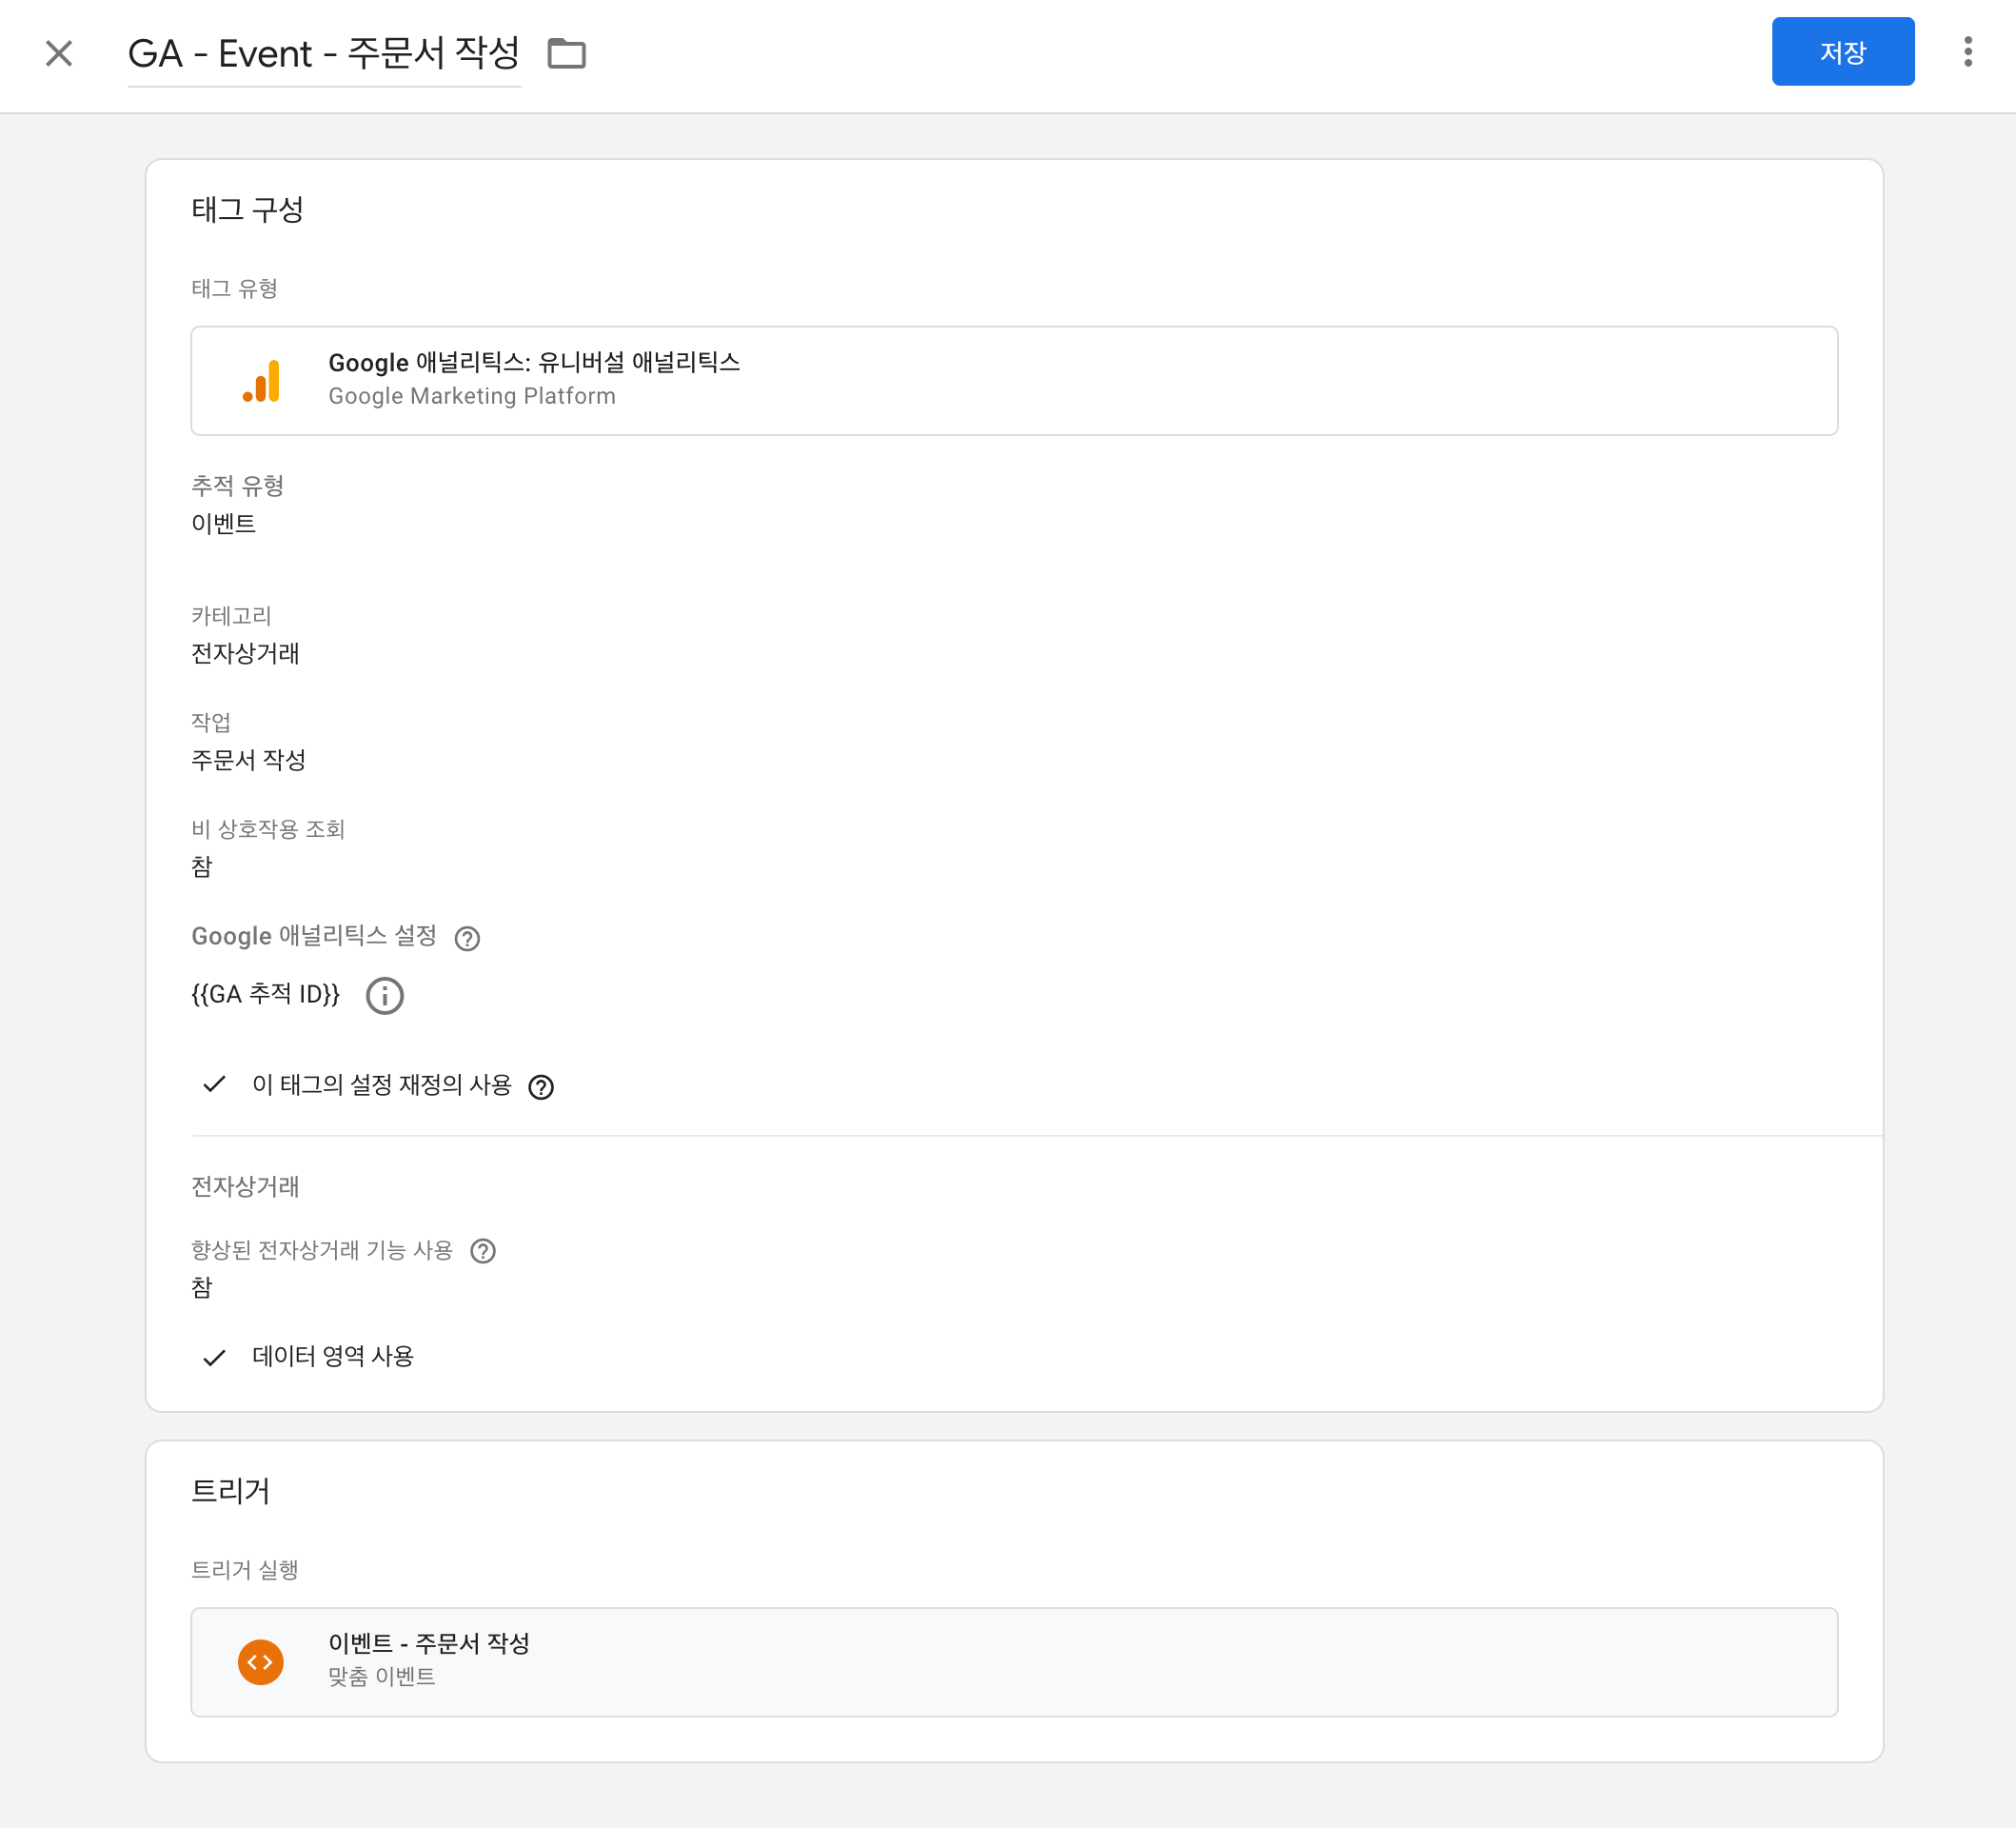 GA - Event - 주문서 작성
저장
태그 구성
태그 유형
Google 애널리틱스: 유니버설 애널리틱스
Google Marketing Platform
추적 유형
이벤트
카테고리
전자상거래
작업
주문서 작성
비 상호작용 조회
참
Google 애널리틱스 설정
{{GA 추적 ID}}
이 태그의 설정 재정의 사용
전자상거래
향상된 전자상거래 기능 사용
참
데이터 영역 사용
트리거
트리거 실행
이벤트 - 주문서 작성
맞춤 이벤트